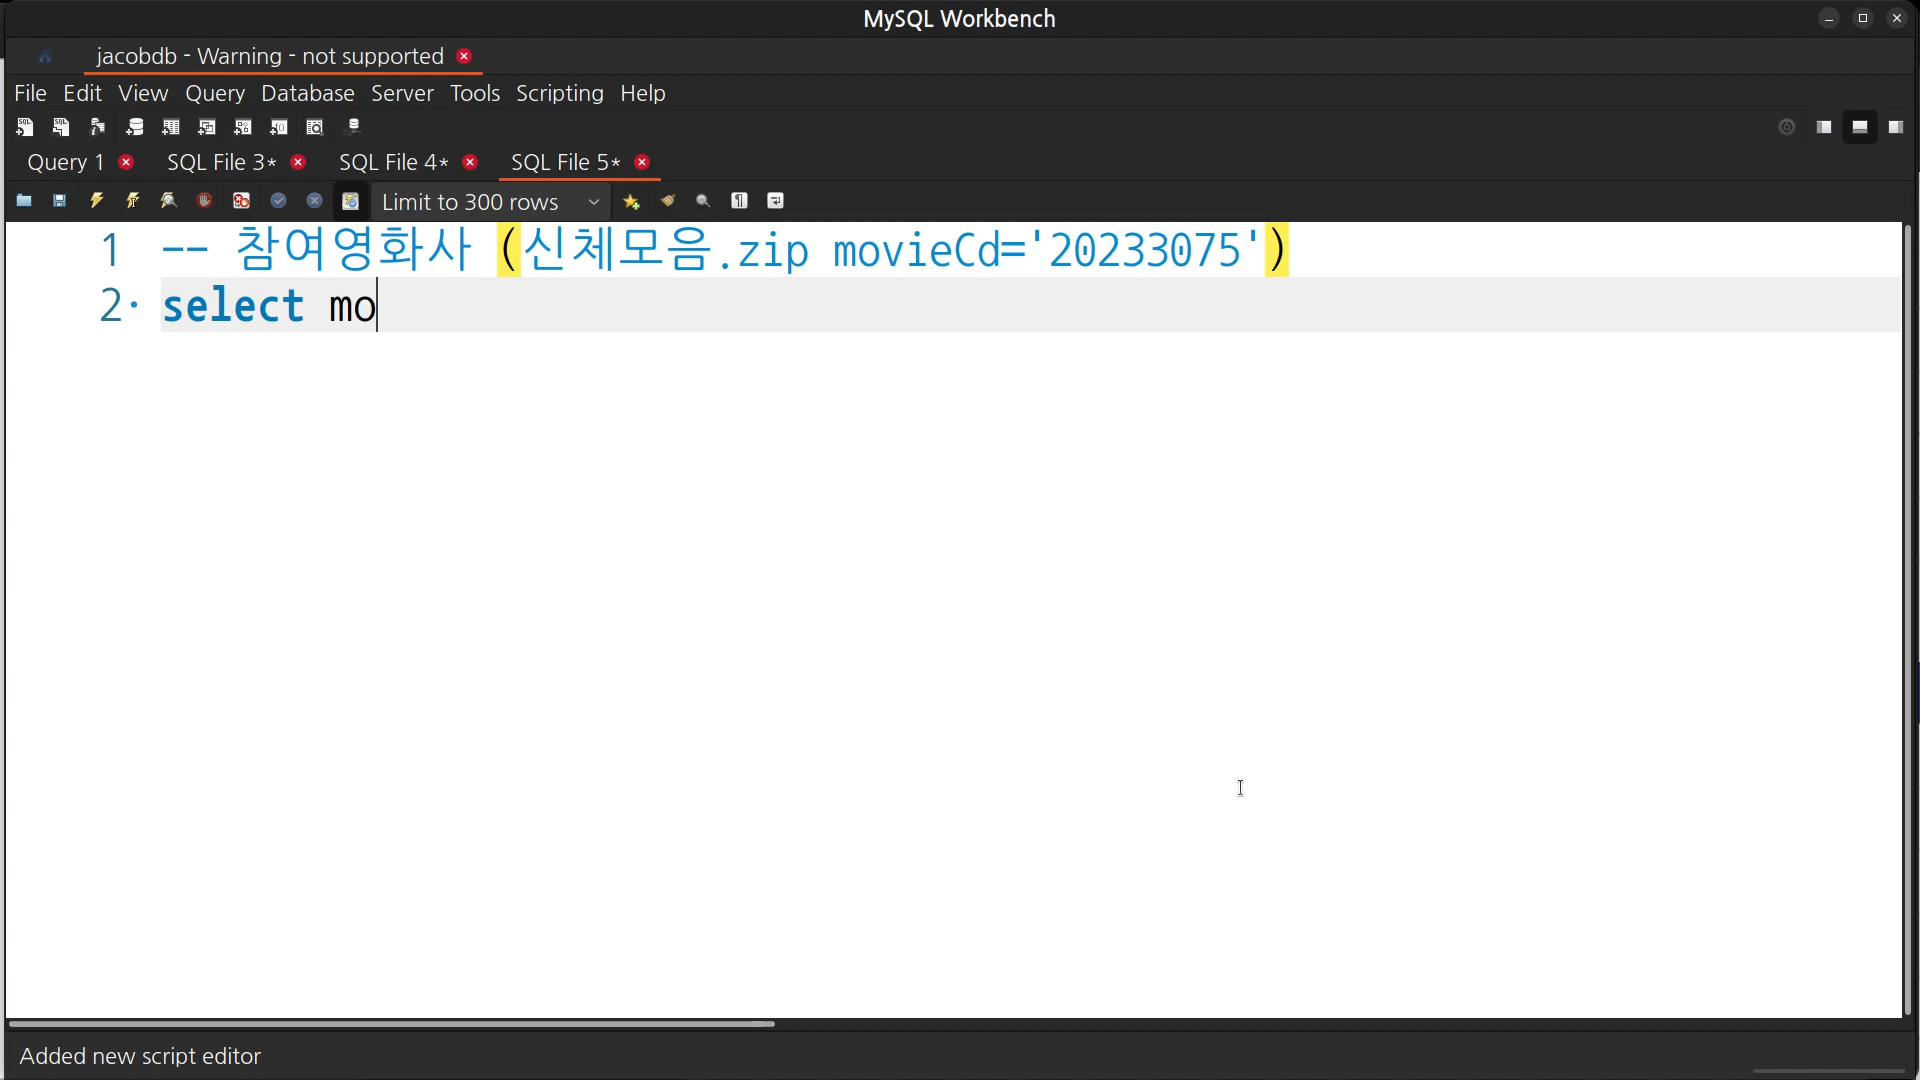 MySQL Workbench
jacobdb - Warning - not supported
File Edit View Query Database Server Tools Scripting Help
Query 1 SQL File 3* SQL File 4* SQL File 5*
Limit to 300 rows
1 -- 참여영화사 (신체모음.zip movieCd='20233075')
2 select mo
Added new script editor